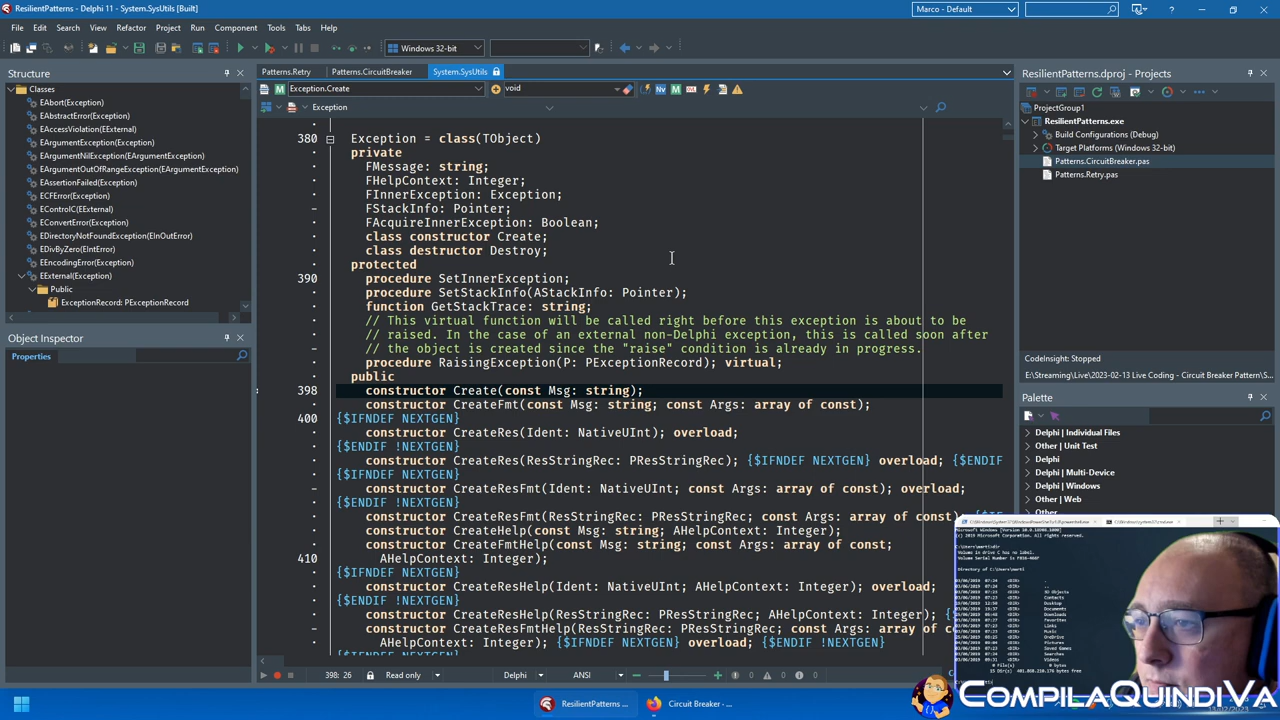 ResilientPatterns - Delphi 11 - System.SysUtils [Built]
Marco - Default
File Edit Search View Refactor Project Run Component Tools Tabs Help
Windows 32-bit
Structure
Classes
EAbort(Exception)
EAbstractError(Exception)
EAccessViolation(EExternal)
EArgumentException(Exception)
EArgumentNilException(EArgumentException)
EArgumentOutOfRangeException(EArgumentException)
EAssertionFailed(Exception)
ECFError(Exception)
EControlC(EExternal)
EConvertError(Exception)
EDirectoryNotFoundException(EInOutError)
EDivByZero(EIntError)
EEncodingError(Exception)
EExternal(Exception)
Public
ExceptionRecord: PExceptionRecord
Object Inspector
Properties
Patterns.Retry Patterns.CircuitBreaker System.SysUtils
Exception.Create void
Exception
380 Exception = class(TObject)
private
FMessage: string;
FHelpContext: Integer;
FInnerException: Exception;
FStackInfo: Pointer;
FAcquireInnerException: Boolean;
class constructor Create;
class destructor Destroy;
protected
390 procedure SetInnerException;
procedure SetStackInfo(AStackInfo: Pointer);
function GetStackTrace: string;
// This virtual function will be called right before this exception is about to be
// raised. In the case of an external non-Delphi exception, this is called soon after
// the object is created since the "raise" condition is already in progress.
procedure RaisingException(P: PExceptionRecord); virtual;
public
398 constructor Create(const Msg: string);
constructor CreateFmt(const Msg: string; const Args: array of const);
400 {$IFNDEF NEXTGEN}
constructor CreateRes(Ident: NativeUInt); overload;
{$ENDIF !NEXTGEN}
constructor CreateRes(ResStringRec: PResStringRec); {$IFNDEF NEXTGEN} overload; {$ENDIF
{$IFNDEF NEXTGEN}
constructor CreateResFmt(Ident: NativeUInt; const Args: array of const); overload;
{$ENDIF !NEXTGEN}
constructor CreateResFmt(ResStringRec: PResStringRec; const Args: array of const);
constructor CreateHelp(const Msg: string; AHelpContext: Integer);
constructor CreateFmtHelp(const Msg: string; const Args: array of const;
410 AHelpContext: Integer);
{$IFNDEF NEXTGEN}
constructor CreateResHelp(Ident: NativeUInt; AHelpContext: Integer); overload;
{$ENDIF !NEXTGEN}
constructor CreateResHelp(ResStringRec: PResStringRec; AHelpContext: Integer);
{$IFNDEF NEXTGEN}
constructor CreateResFmtHelp(ResStringRec: PResStringRec; const Args: array of
AHelpContext: Integer); {$IFNDEF NEXTGEN} overload; {$ENDIF}
398: Read only Delphi ANSI 0 0 0
ResilientPatterns.dproj - Projects
ProjectGroup1
ResilientPatterns.exe
Build Configurations (Debug)
Target Platforms (Windows 32-bit)
Patterns.CircuitBreaker.pas
Patterns.Retry.pas
CodeInsight: Stopped
E:\Streaming\Live\2023-02-13 Live Coding - Circuit Breaker Pattern\S
Palette
Delphi | Individual Files
Other | Unit Test
Delphi
Delphi | Multi-Device
Delphi | Windows
Other | Web
Other
ResilientPatterns ...
Circuit Breaker - ...
COMPILAQUINDIVA